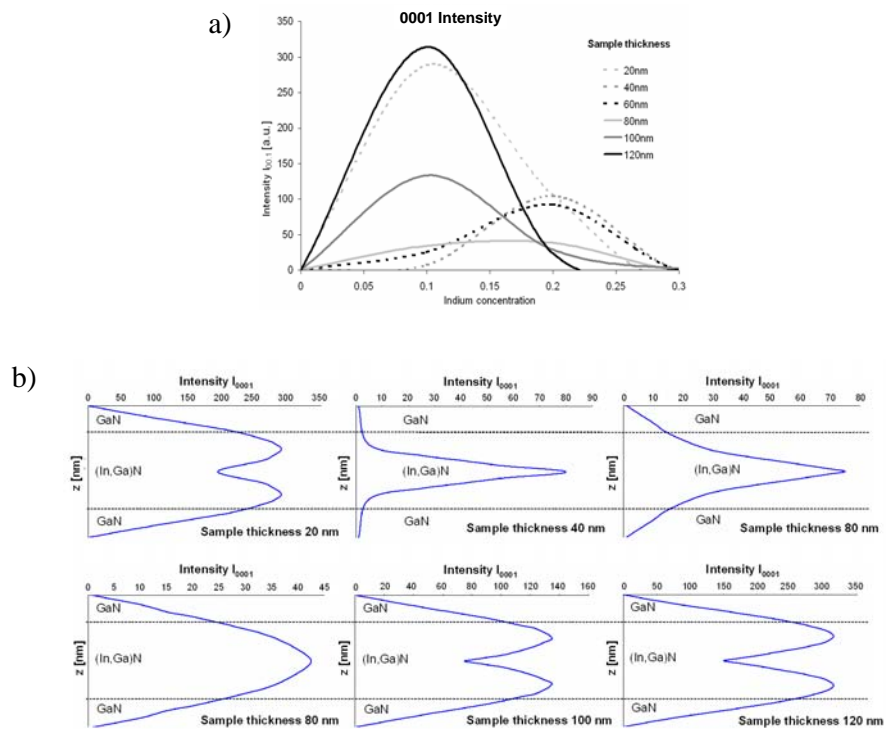 a)
0001 Intensity
Intensity I00.1 [a.u.]
350
300
250
200
150
100
50
0
0 0.05 0.1 0.15 0.2 0.25 0.3
Indium concentration
Sample thickness
20nm
40nm
60nm
80nm
100nm
120nm
b)
Intensity I0001
0 50 100 150 200 250 300 350
z [nm]
GaN
(In,Ga)N
GaN
Sample thickness 20 nm
Intensity I0001
0 10 20 30 40 50 60 70 80 90
z [nm]
GaN
(In,Ga)N
GaN
Sample thickness 40 nm
Intensity I0001
0 10 20 30 40 50 60 70 80
z [nm]
GaN
(In,Ga)N
GaN
Sample thickness 80 nm
Intensity I0001
0 5 10 15 20 25 30 35 40 45
z [nm]
GaN
(In,Ga)N
GaN
Sample thickness 80 nm
Intensity I0001
0 20 40 60 80 100 120 140 160
z [nm]
GaN
(In,Ga)N
GaN
Sample thickness 100 nm
Intensity I0001
0 50 100 150 200 250 300 350
z [nm]
GaN
(In,Ga)N
GaN
Sample thickness 120 nm